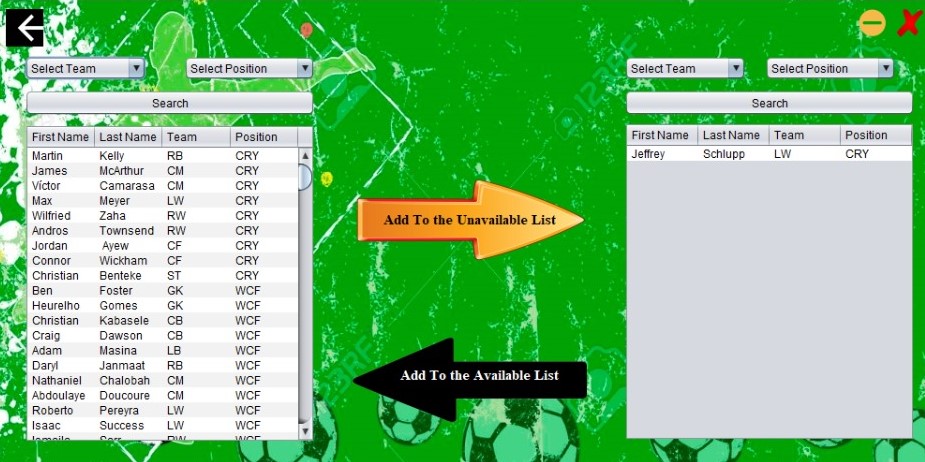 Select Team Select Position
Search
First Name Last Name Team Position
Martin Kelly RB CRY
James McArthur CM CRY
Víctor Camarasa CM CRY
Max Meyer LW CRY
Wilfried Zaha RW CRY
Andros Townsend RW CRY
Jordan Ayew CF CRY
Connor Wickham CF CRY
Christian Benteke ST CRY
Ben Foster GK WCF
Heurelho Gomes GK WCF
Christian Kabasele CB WCF
Craig Dawson CB WCF
Adam Masina LB WCF
Daryl Janmaat RB WCF
Nathaniel Chalobah CM WCF
Abdoulaye Doucoure CM WCF
Roberto Pereyra LW WCF
Isaac Success LW WCF
Add To the Unavailable List
Add To the Available List
Select Team Select Position
Search
First Name Last Name Team Position
Jeffrey Schlupp LW CRY
123RF